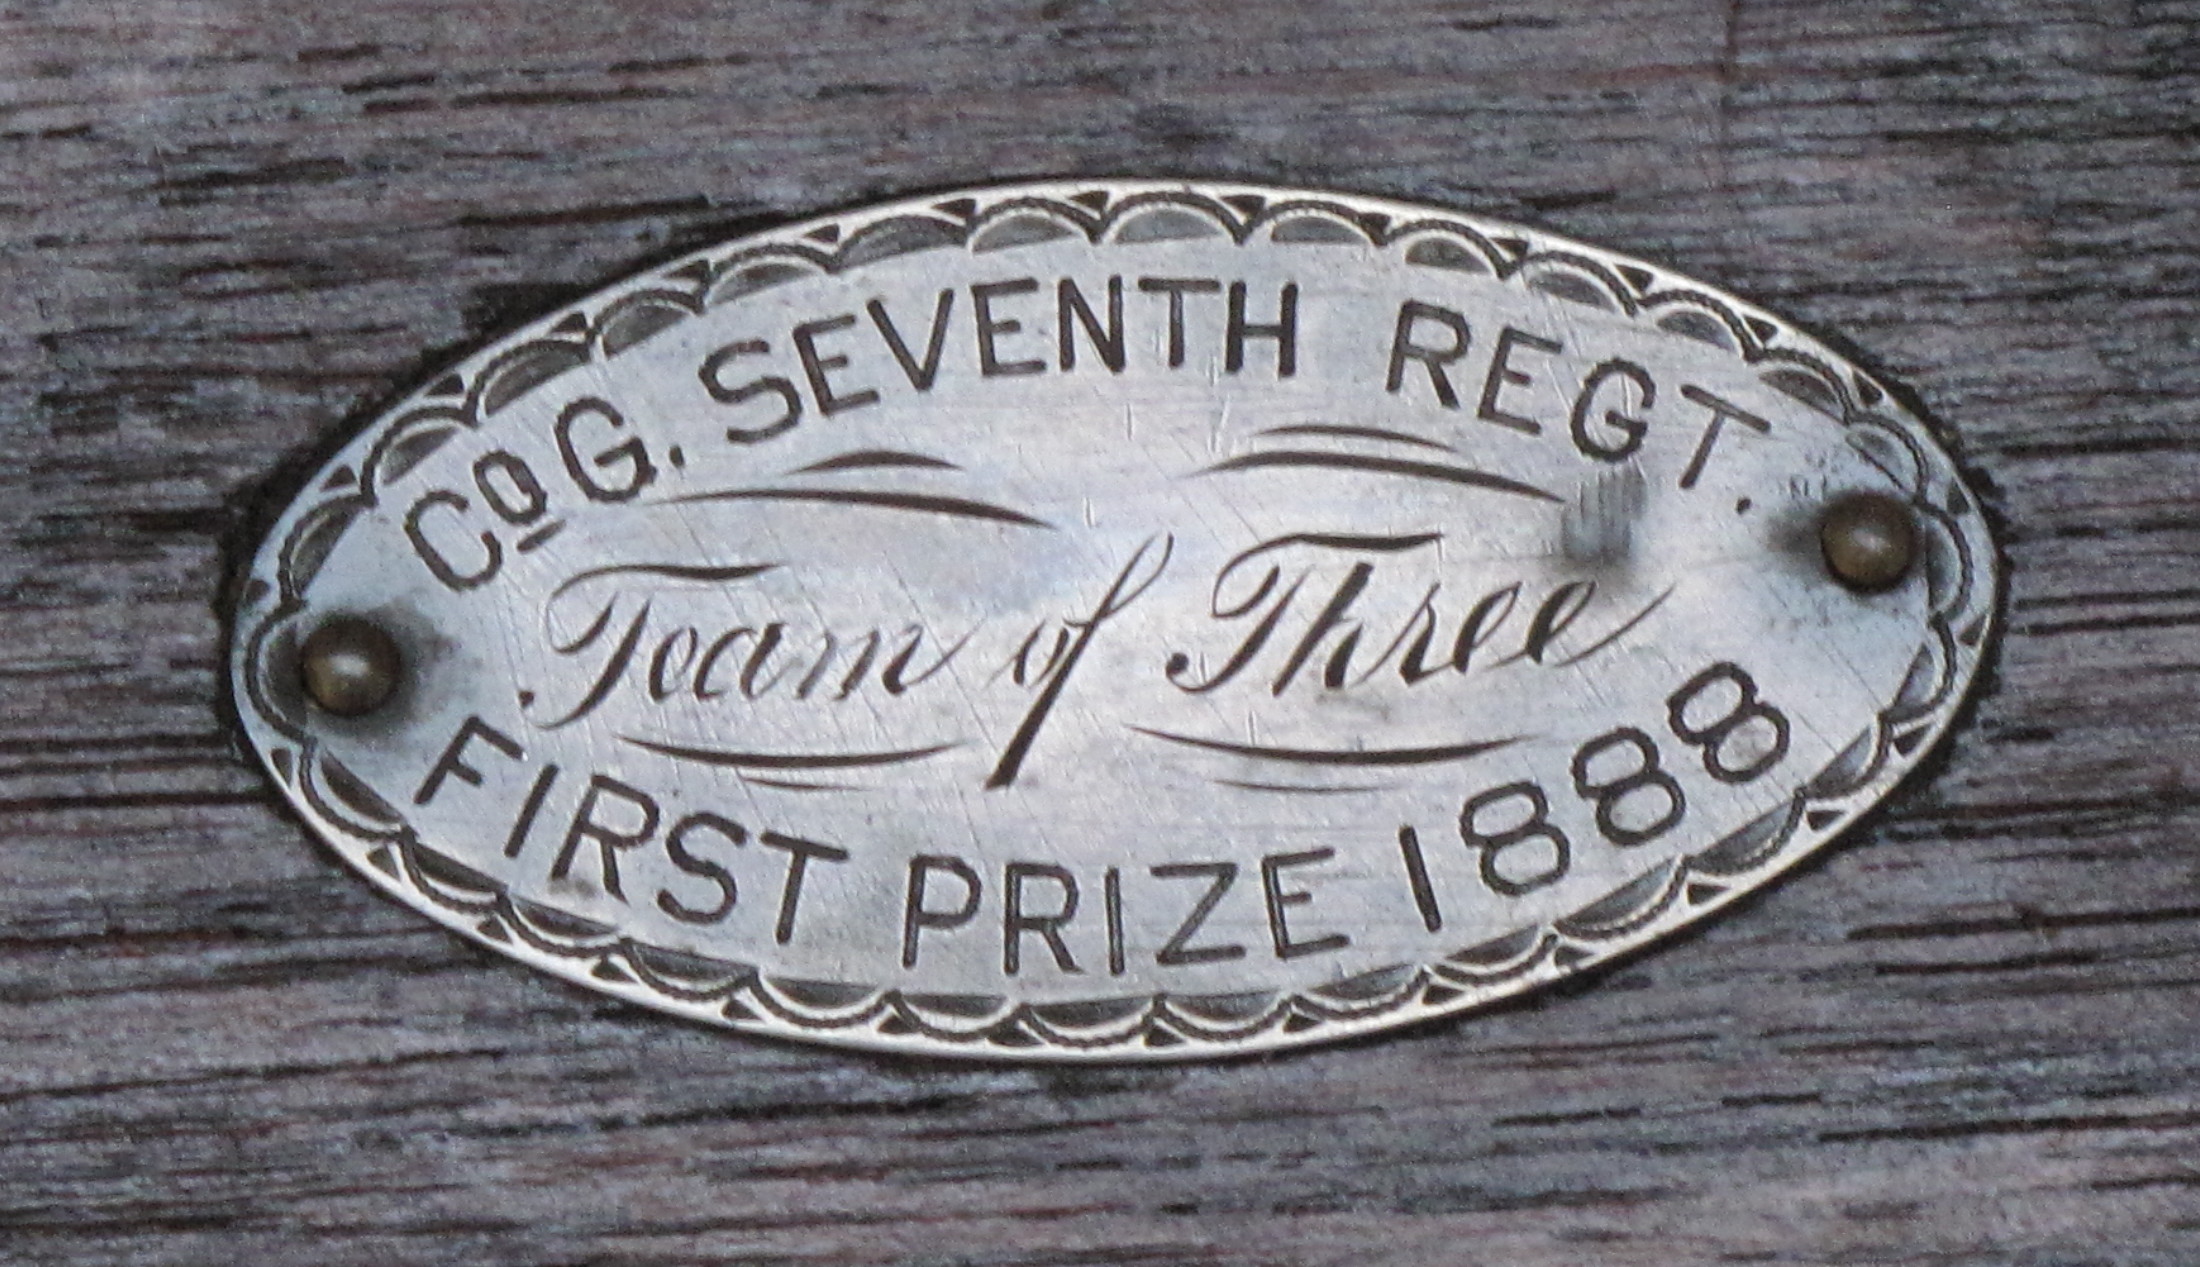 Co G. SEVENTH REGT.
Team of Three
FIRST PRIZE 1888